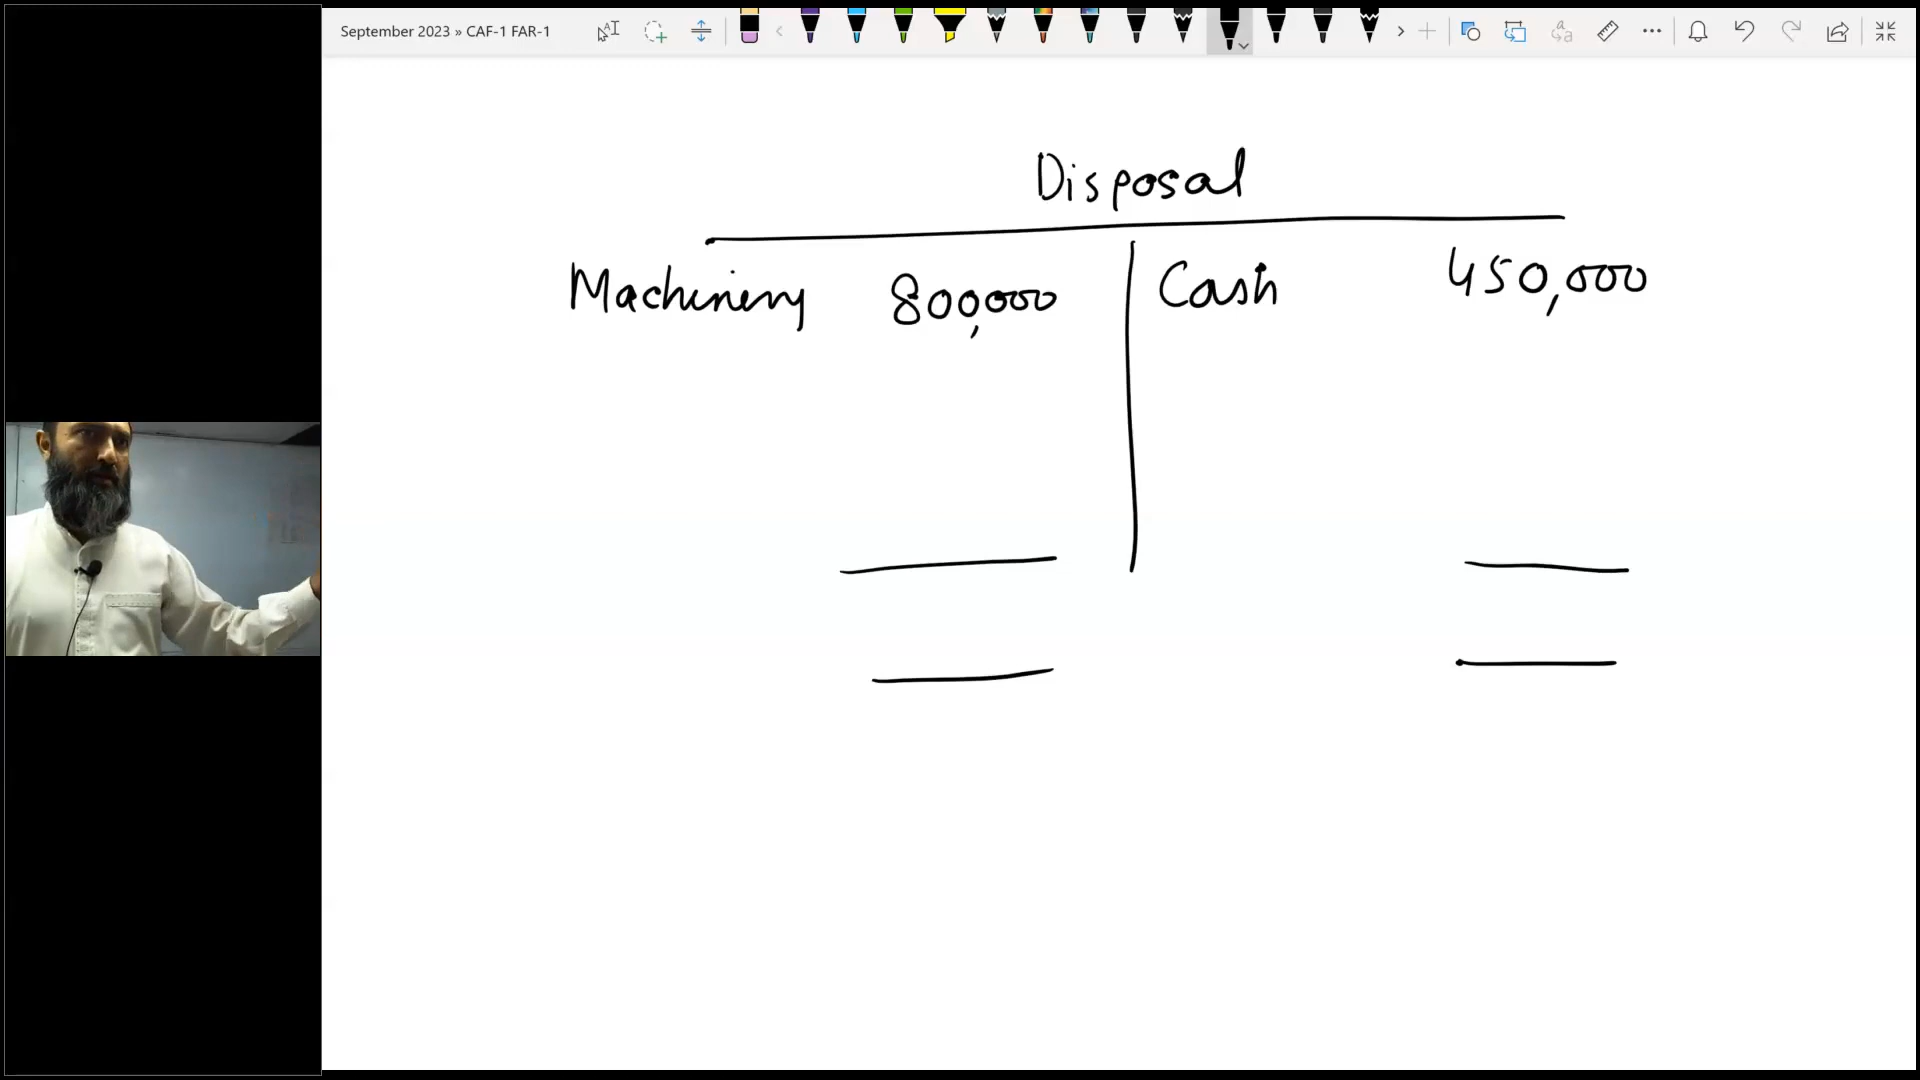 September 2023 » CAF-1 FAR-1
Disposal
Machinery 800,000 Cash 450,000